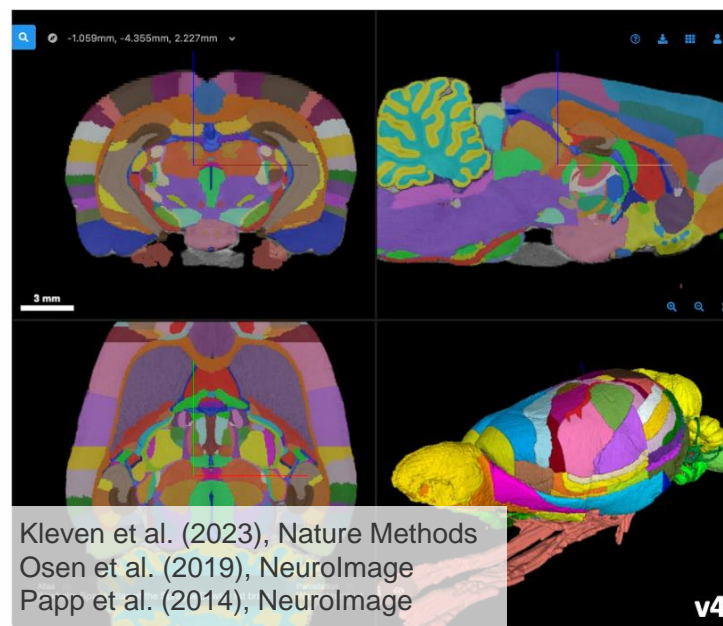 -1.059mm, -4.355mm, 2.227mm
3 mm
Kleven et al. (2023), Nature Methods
Osen et al. (2019), NeuroImage
Papp et al. (2014), NeuroImage
v4